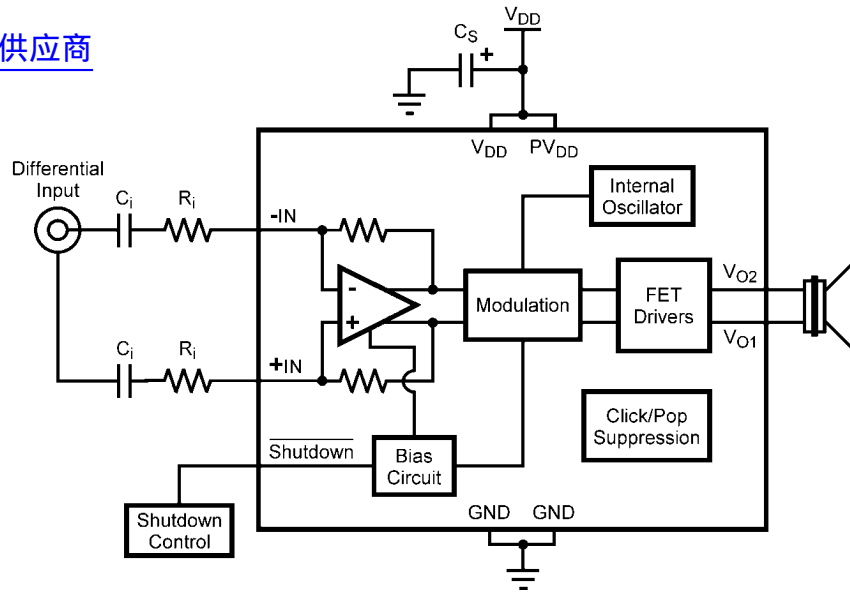 供应商
VDD
CS
+
VDD PVDD
Differential
Input
Ci
Ri
-IN
Internal
Oscillator
-
+
Modulation
FET
Drivers
VO2
VO1
Ci
Ri
+IN
Click/Pop
Suppression
Shutdown
Bias
Circuit
Shutdown
Control
GND GND